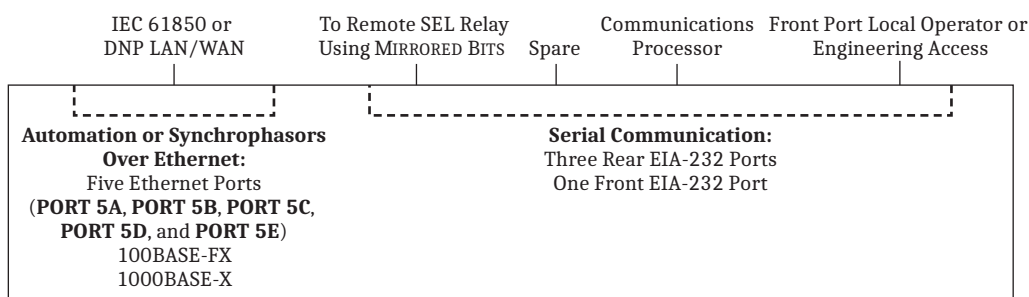 IEC 61850 or
DNP LAN/WAN
To Remote SEL Relay
Using MIRRORED BITS
Spare
Communications
Processor
Front Port Local Operator or
Engineering Access
Automation or Synchrophasors
Over Ethernet:
Five Ethernet Ports
(PORT 5A, PORT 5B, PORT 5C,
PORT 5D, and PORT 5E)
100BASE-FX
1000BASE-X
Serial Communication:
Three Rear EIA-232 Ports
One Front EIA-232 Port